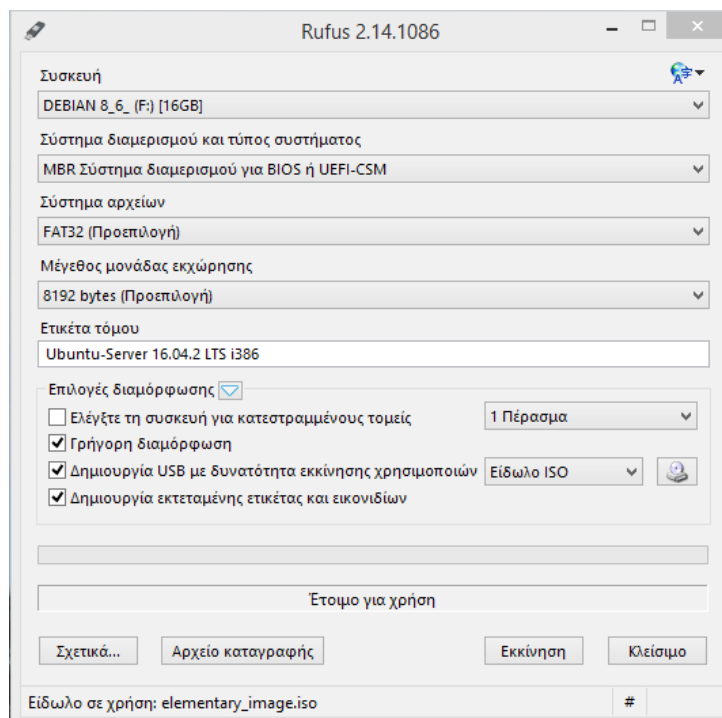 Rufus 2.14.1086
Συσκευή
DEBIAN 8_6_ (F:) [16GB]
Σύστημα διαμερισμού και τύπος συστήματος
MBR Σύστημα διαμερισμού για BIOS ή UEFI-CSM
Σύστημα αρχείων
FAT32 (Προεπιλογή)
Μέγεθος μονάδας εκχώρησης
8192 bytes (Προεπιλογή)
Ετικέτα τόμου
Ubuntu-Server 16.04.2 LTS i386
Επιλογές διαμόρφωσης
Ελέγξτε τη συσκευή για κατεστραμμένους τομείς 1 Πέρασμα
Γρήγορη διαμόρφωση
Δημιουργία USB με δυνατότητα εκκίνησης χρησιμοποιών Είδωλο ISO
Δημιουργία εκτεταμένης ετικέτας και εικονιδίων
Έτοιμο για χρήση
Σχετικά... Αρχείο καταγραφής Εκκίνηση Κλείσιμο
Είδωλο σε χρήση: elementary_image.iso #